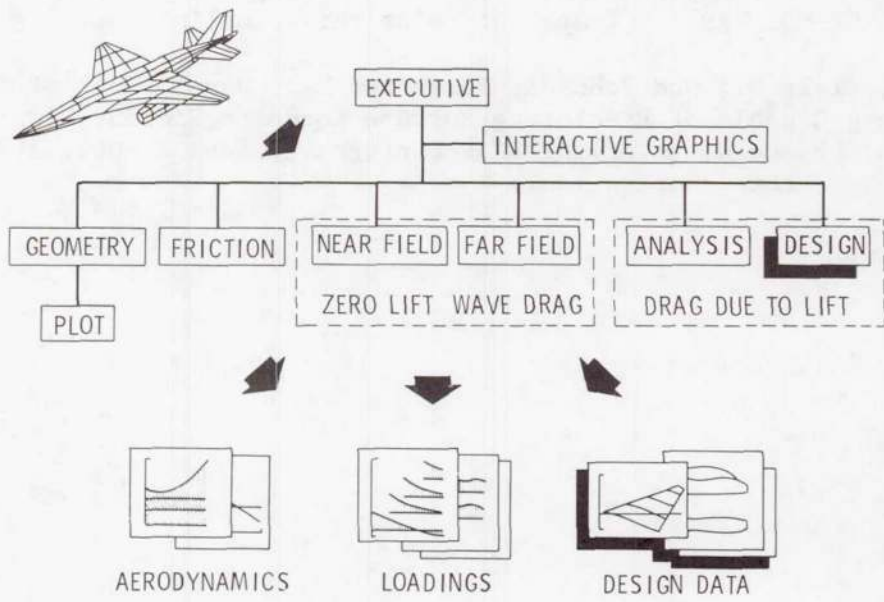 EXECUTIVE
INTERACTIVE GRAPHICS
GEOMETRY
FRICTION
NEAR FIELD
FAR FIELD
ANALYSIS
DESIGN
ZERO LIFT WAVE DRAG
DRAG DUE TO LIFT
PLOT
AERODYNAMICS
LOADINGS
DESIGN DATA